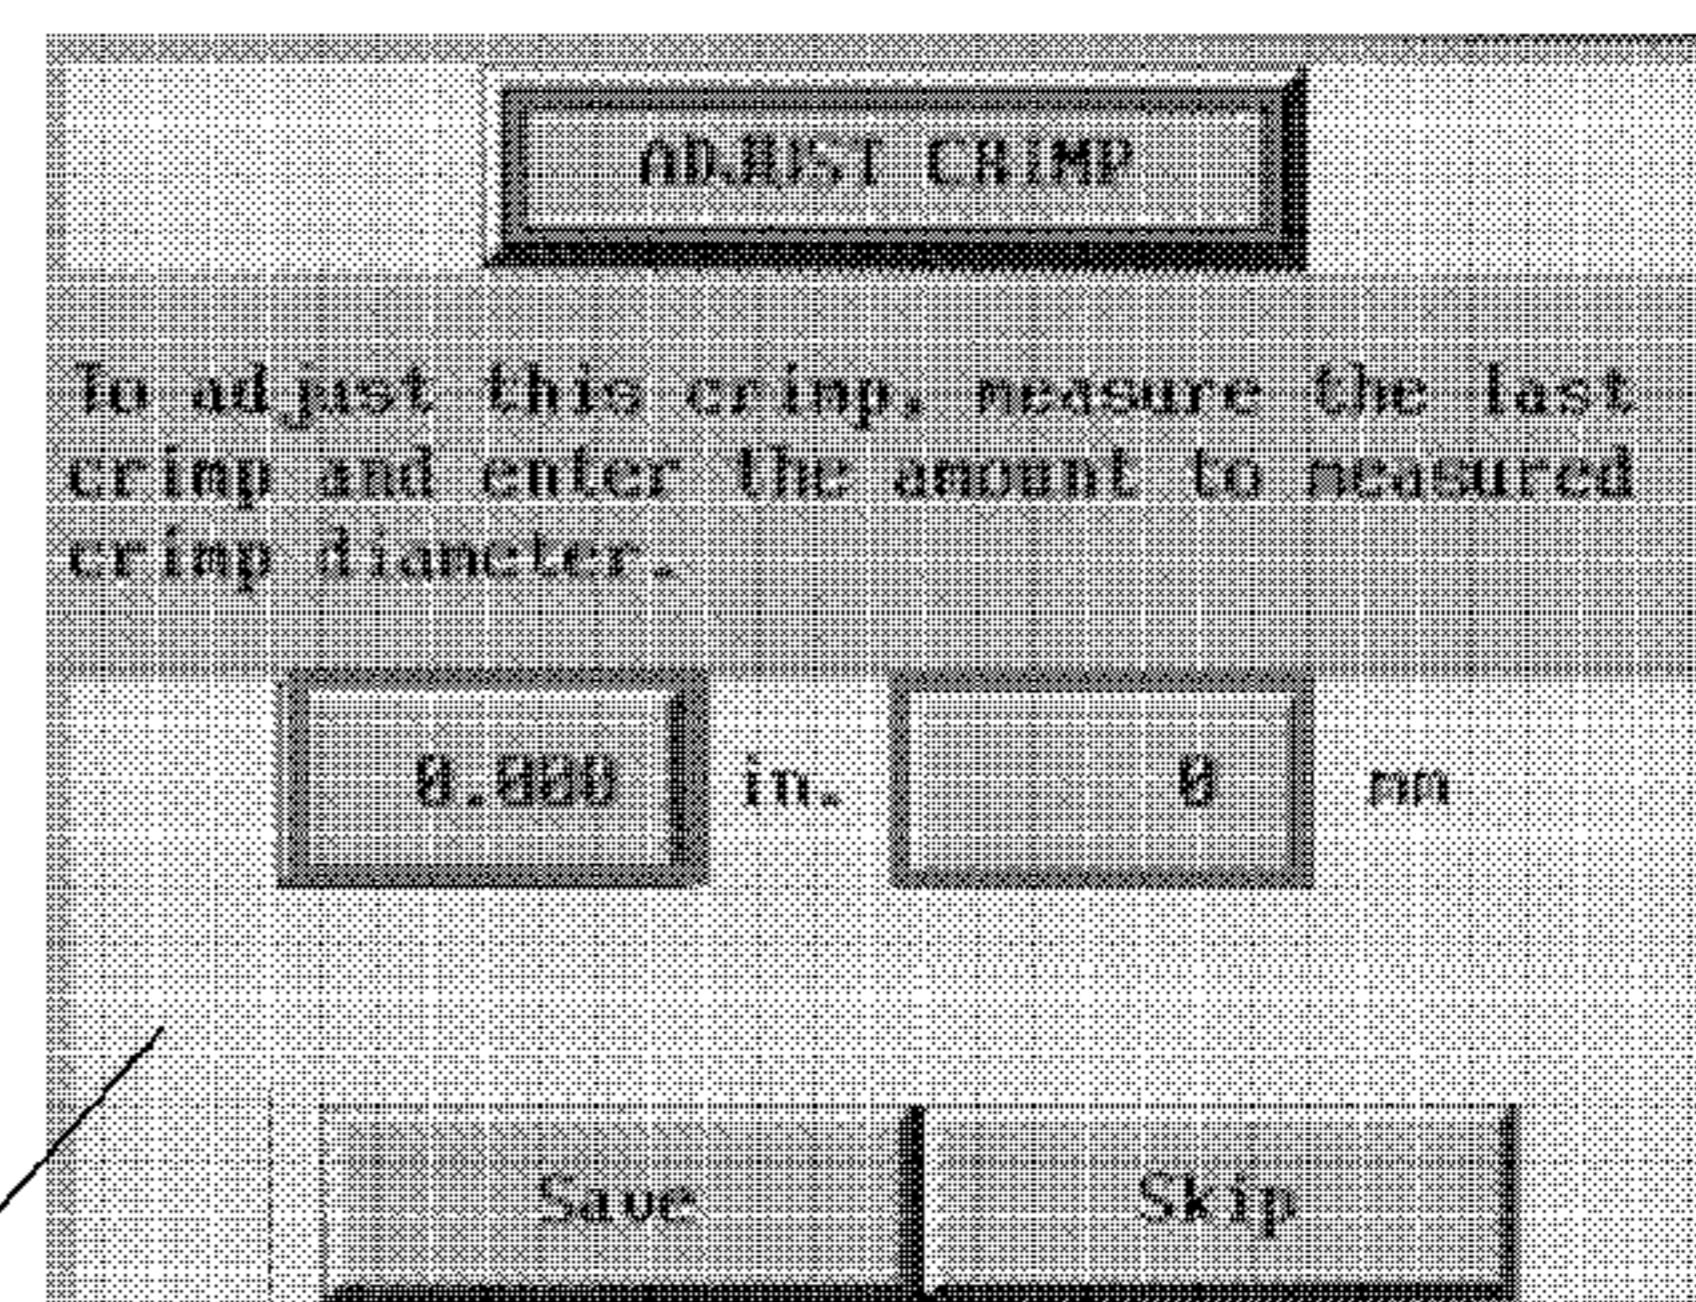 ADJUST CRIMP
To adjust this crimp, measure the last
crimp and enter the amount to measured
crimp diameter.
0.000 in. 0 mm
Save Skip